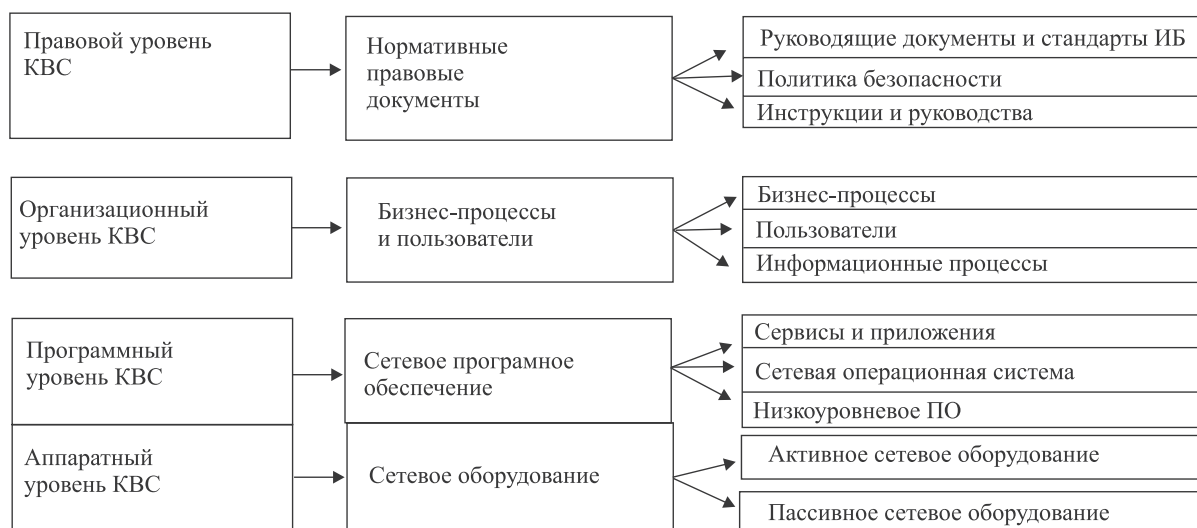 Правовой уровень
КВС
Нормативные
правовые
документы
Руководящие документы и стандарты ИБ
Политика безопасности
Инструкции и руководства
Организационный
уровень КВС
Бизнес-процессы
и пользователи
Бизнес-процессы
Пользователи
Информационные процессы
Программный
уровень КВС
Сетевое програмное
обеспечение
Сервисы и приложения
Сетевая операционная система
Низкоуровневое ПО
Аппаратный
уровень КВС
Сетевое оборудование
Активное сетевое оборудование
Пассивное сетевое оборудование